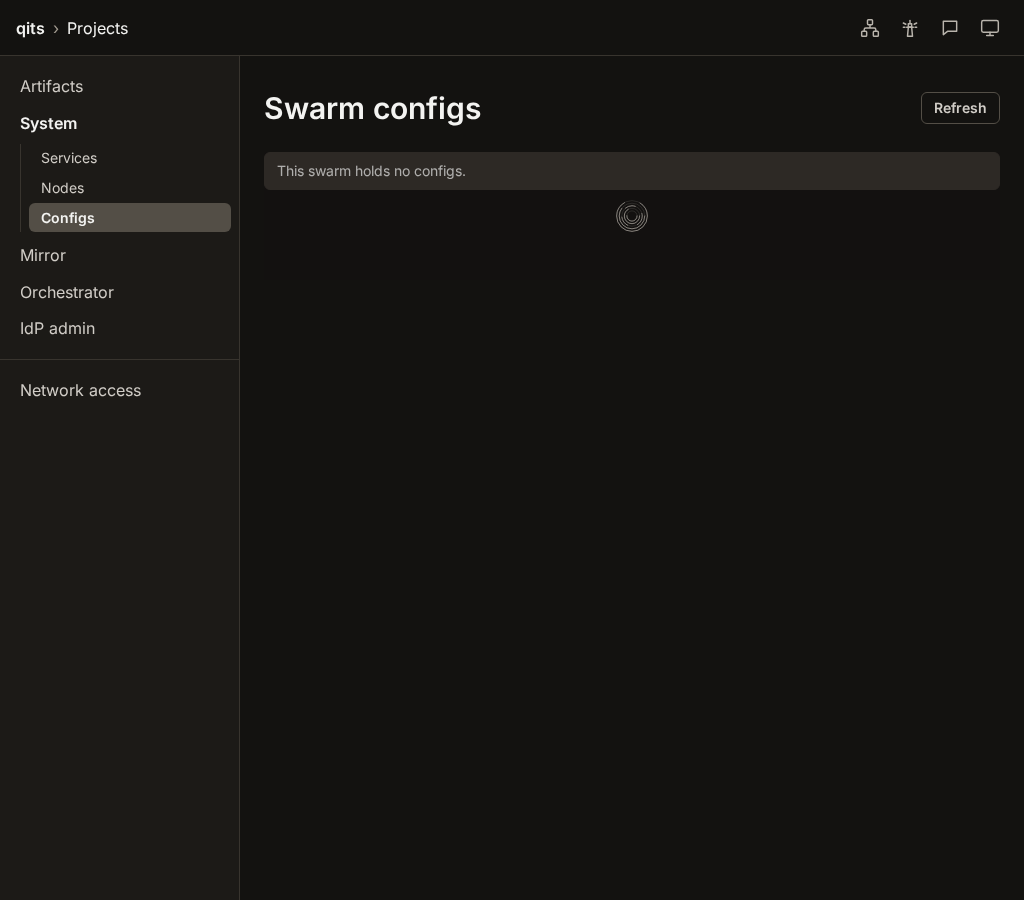 qits › Projects
Artifacts
System
Services
Nodes
Configs
Mirror
Orchestrator
IdP admin
Network access
Swarm configs
Refresh
This swarm holds no configs.